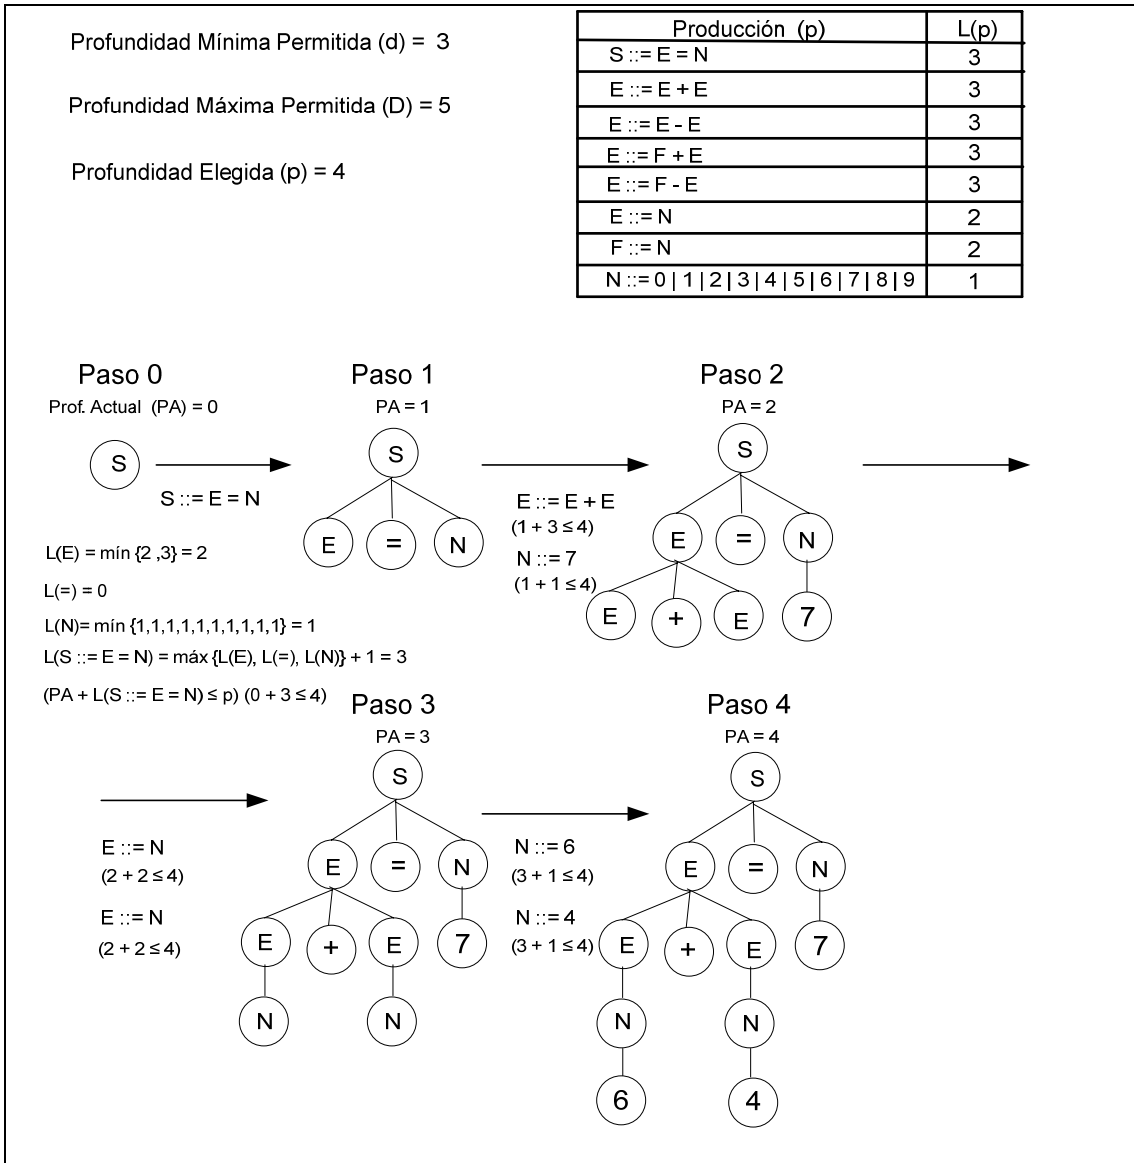 Profundidad Mínima Permitida (d) = 3
Profundidad Máxima Permitida (D) = 5
Profundidad Elegida (p) = 4
Producción (p) L(p)
S ::= E = N 3
E ::= E + E 3
E ::= E - E 3
E ::= F + E 3
E ::= F - E 3
E ::= N 2
F ::= N 2
N ::= 0 | 1 | 2 | 3 | 4 | 5 | 6 | 7 | 8 | 9 1
Paso 0
Prof. Actual (PA) = 0
S
S ::= E = N
L(E) = mín {2 ,3} = 2
L(=) = 0
L(N)= mín {1,1,1,1,1,1,1,1,1,1} = 1
L(S ::= E = N) = máx {L(E), L(=), L(N)} + 1 = 3
(PA + L(S ::= E = N) ≤ p) (0 + 3 ≤ 4)
Paso 1
PA = 1
S
E = N
E ::= E + E
(1 + 3 ≤ 4)
N ::= 7
(1 + 1 ≤ 4)
Paso 2
PA = 2
S
E = N
E + E 7
E ::= N
(2 + 2 ≤ 4)
E ::= N
(2 + 2 ≤ 4)
Paso 3
PA = 3
S
E = N
E + E 7
N N
N ::= 6
(3 + 1 ≤ 4)
N ::= 4
(3 + 1 ≤ 4)
Paso 4
PA = 4
S
E = N
E + E 7
N N
6 4